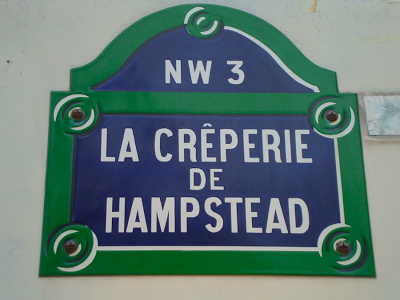 NW 3
LA CRÊPERIE
DE
HAMPSTEAD